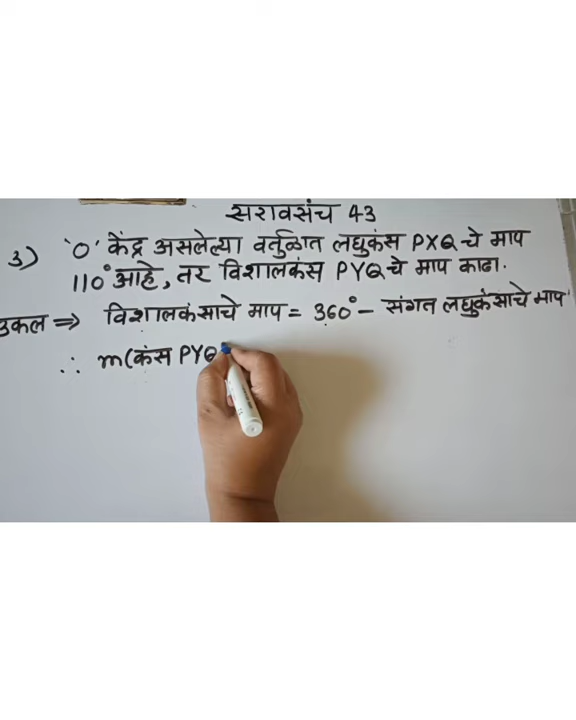 सरावसंच 43
3) 'O' केंद्र असलेल्या वर्तुळात लघुकंस PXQ चे माप
110° आहे, तर विशालकंस PYQ चे माप काढा.
उकल ⇒ विशालकंसाचे माप = 360° – संगत लघुकंसाचे माप
∴ m(कंस PYQ